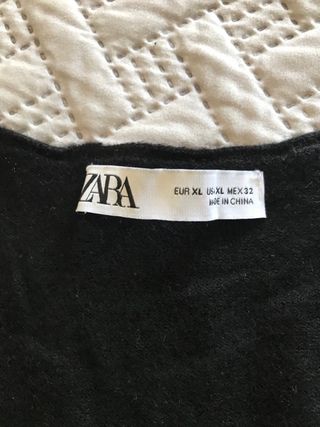 ZARA
EUR XL US XL MEX 32
MADE IN CHINA